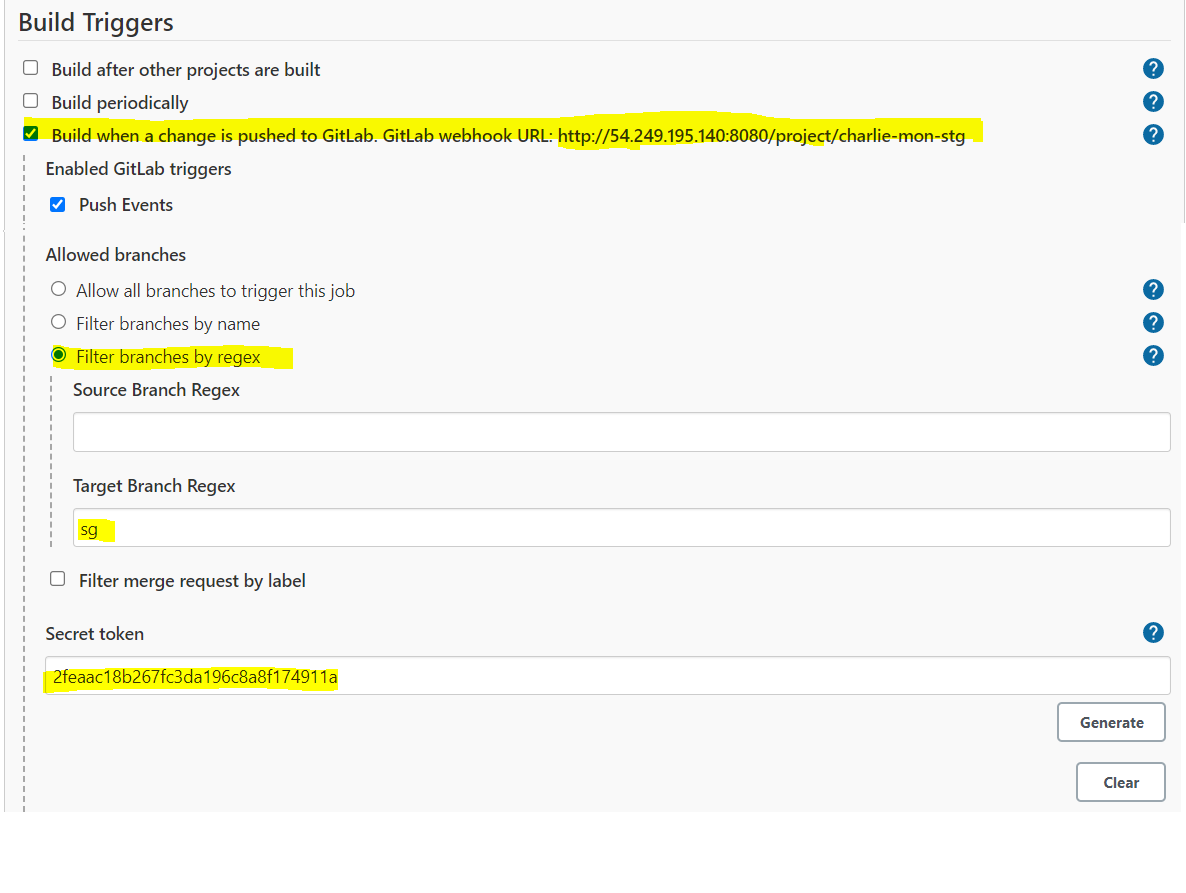 Build Triggers
Build after other projects are built
?
Build periodically
?
Build when a change is pushed to GitLab. GitLab webhook URL: http://54.249.195.140:8080/project/charlie-mon-stg
?
Enabled GitLab triggers
Push Events
Allowed branches
Allow all branches to trigger this job
?
Filter branches by name
?
Filter branches by regex
?
Source Branch Regex
Target Branch Regex
sg
Filter merge request by label
Secret token
?
2feaac18b267fc3da196c8a8f174911a
Generate
Clear